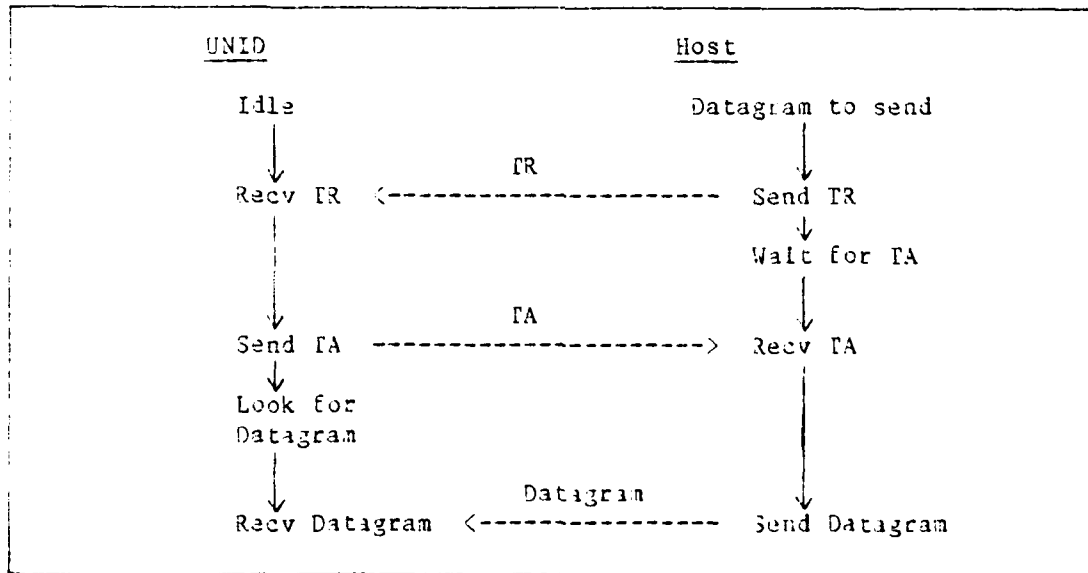 UNID Host
Idle Datagram to send
TR
Recv TR <------------ Send TR
Wait for TA
TA
Send TA ------------> Recv TA
Look for
Datagram
Datagram
Recv Datagram <------------ Send Datagram